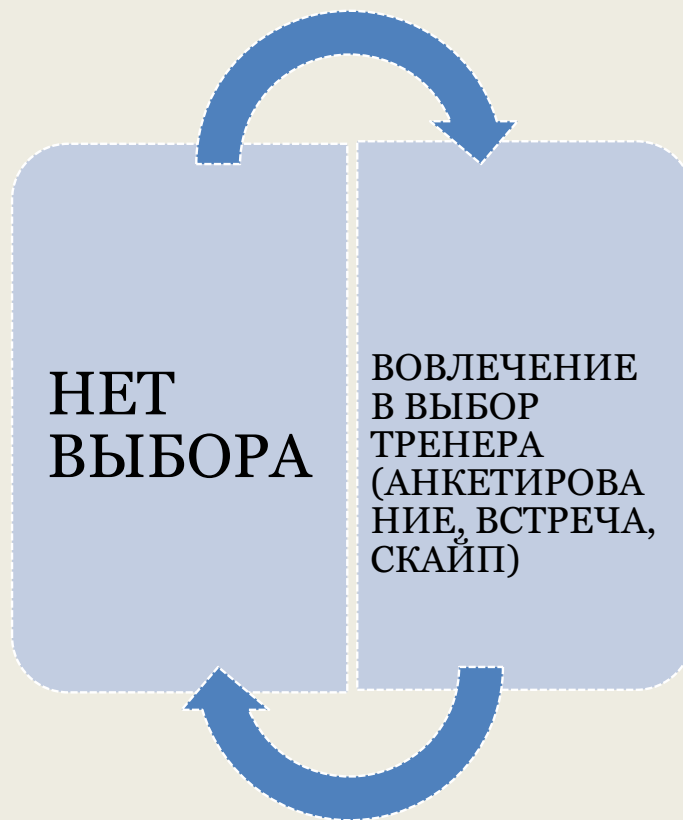 НЕТ
ВЫБОРА
ВОВЛЕЧЕНИЕ
В ВЫБОР
ТРЕНЕРА
(АНКЕТИРОВА
НИЕ, ВСТРЕЧА,
СКАЙП)